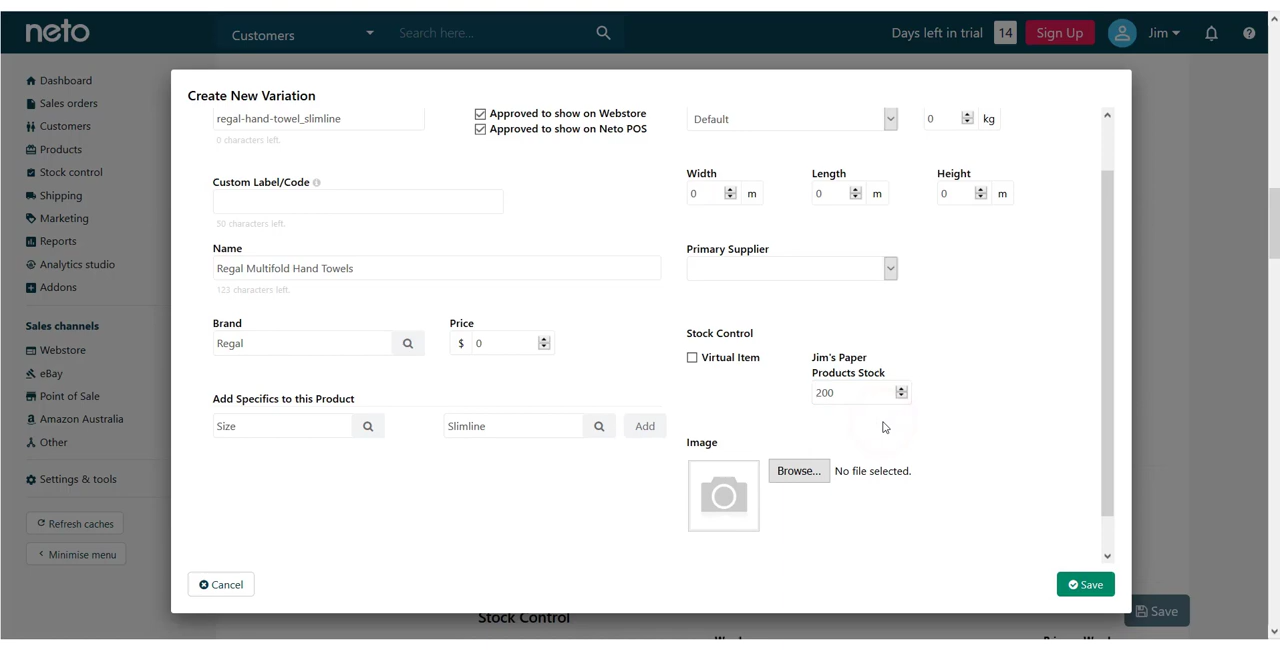 neto
Customers
Search here...
Days left in trial 14 Sign Up Jim
Dashboard
Sales orders
Customers
Products
Stock control
Shipping
Marketing
Reports
Analytics studio
Addons
Sales channels
Webstore
eBay
Point of Sale
Amazon Australia
Other
Settings & tools
Refresh caches
Minimise menu
Create New Variation
regal-hand-towel_slimline
0 characters left.
Approved to show on Webstore
Approved to show on Neto POS
Default
0 kg
Custom Label/Code
50 characters left.
Width Length Height
0 m 0 m 0 m
Name
Regal Multifold Hand Towels
123 characters left.
Primary Supplier
Brand Price
Regal $ 0
Stock Control
Virtual Item
Jim's Paper
Products Stock
200
Add Specifics to this Product
Size Slimline Add
Image
Browse... No file selected.
Cancel Save
Stock Control
Save